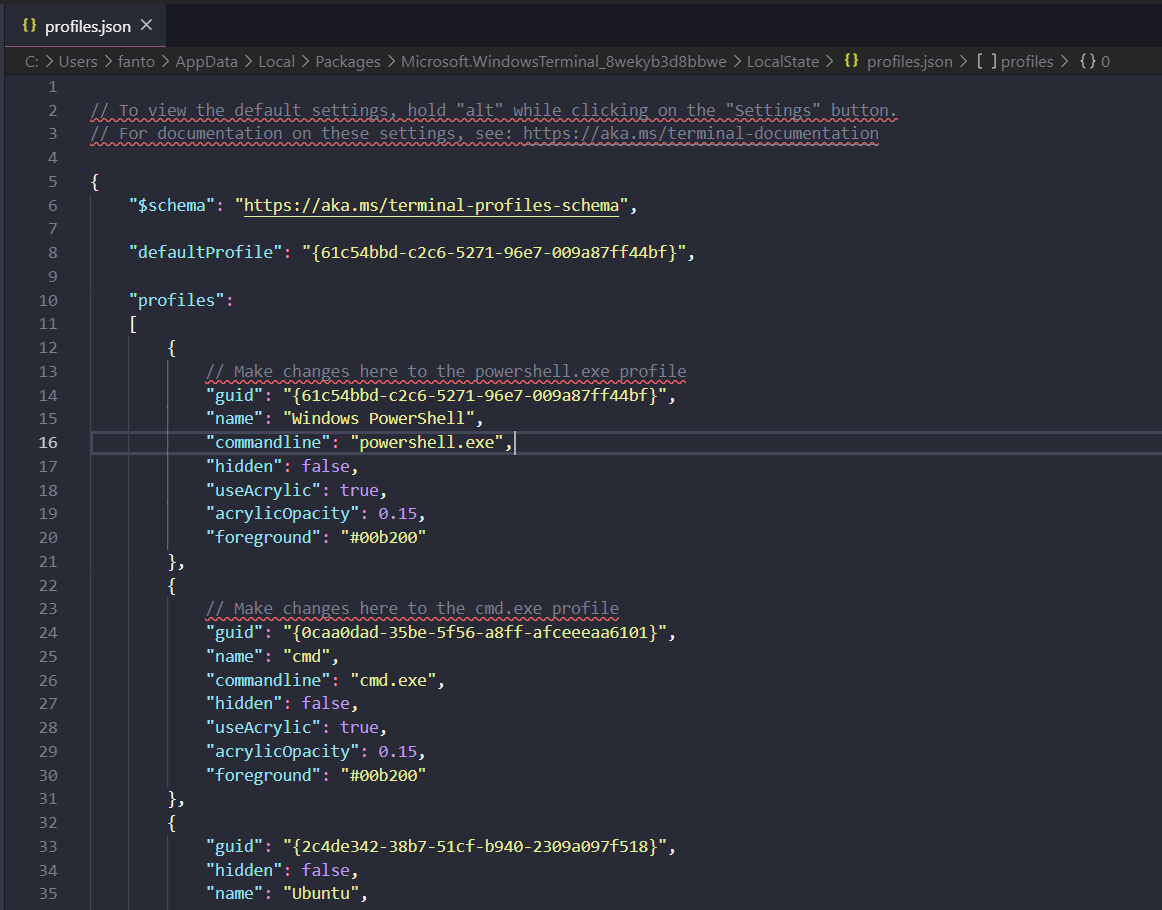 {} profiles.json ×
C: > Users > fanto > AppData > Local > Packages > Microsoft.WindowsTerminal_8wekyb3d8bbwe > LocalState > {} profiles.json > [ ] profiles > {} 0
1
2 // To view the default settings, hold "alt" while clicking on the "Settings" button.
3 // For documentation on these settings, see: https://aka.ms/terminal-documentation
4
5 {
6 "$schema": "https://aka.ms/terminal-profiles-schema",
7
8 "defaultProfile": "{61c54bbd-c2c6-5271-96e7-009a87ff44bf}",
9
10 "profiles":
11 [
12 {
13 // Make changes here to the powershell.exe profile
14 "guid": "{61c54bbd-c2c6-5271-96e7-009a87ff44bf}",
15 "name": "Windows PowerShell",
16 "commandline": "powershell.exe",
17 "hidden": false,
18 "useAcrylic": true,
19 "acrylicOpacity": 0.15,
20 "foreground": "#00b200"
21 },
22 {
23 // Make changes here to the cmd.exe profile
24 "guid": "{0caa0dad-35be-5f56-a8ff-afceeeaa6101}",
25 "name": "cmd",
26 "commandline": "cmd.exe",
27 "hidden": false,
28 "useAcrylic": true,
29 "acrylicOpacity": 0.15,
30 "foreground": "#00b200"
31 },
32 {
33 "guid": "{2c4de342-38b7-51cf-b940-2309a097f518}",
34 "hidden": false,
35 "name": "Ubuntu",